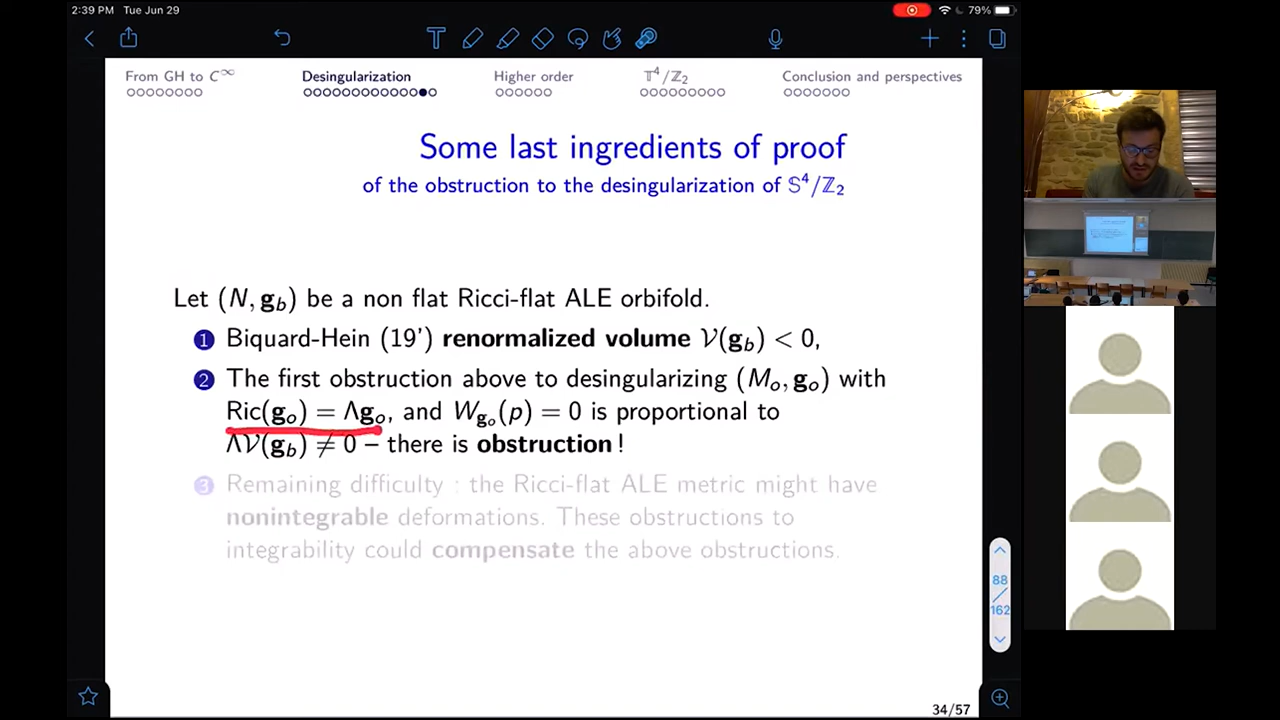 2:39 PM Tue Jun 29
79%
From GH to C^∞
Desingularization
Higher order
𝕋⁴/ℤ₂
Conclusion and perspectives
Some last ingredients of proof
of the obstruction to the desingularization of 𝕊⁴/ℤ₂
Let (N, g_b) be a non flat Ricci-flat ALE orbifold.
1 Biquard-Hein (19') renormalized volume 𝒱(g_b) < 0,
2 The first obstruction above to desingularizing (M_o, g_o) with
Ric(g_o) = Λg_o, and W_{g_o}(p) = 0 is proportional to
Λ𝒱(g_b) ≠ 0 – there is obstruction !
3 Remaining difficulty : the Ricci-flat ALE metric might have
nonintegrable deformations. These obstructions to
integrability could compensate the above obstructions.
88
162
34/57